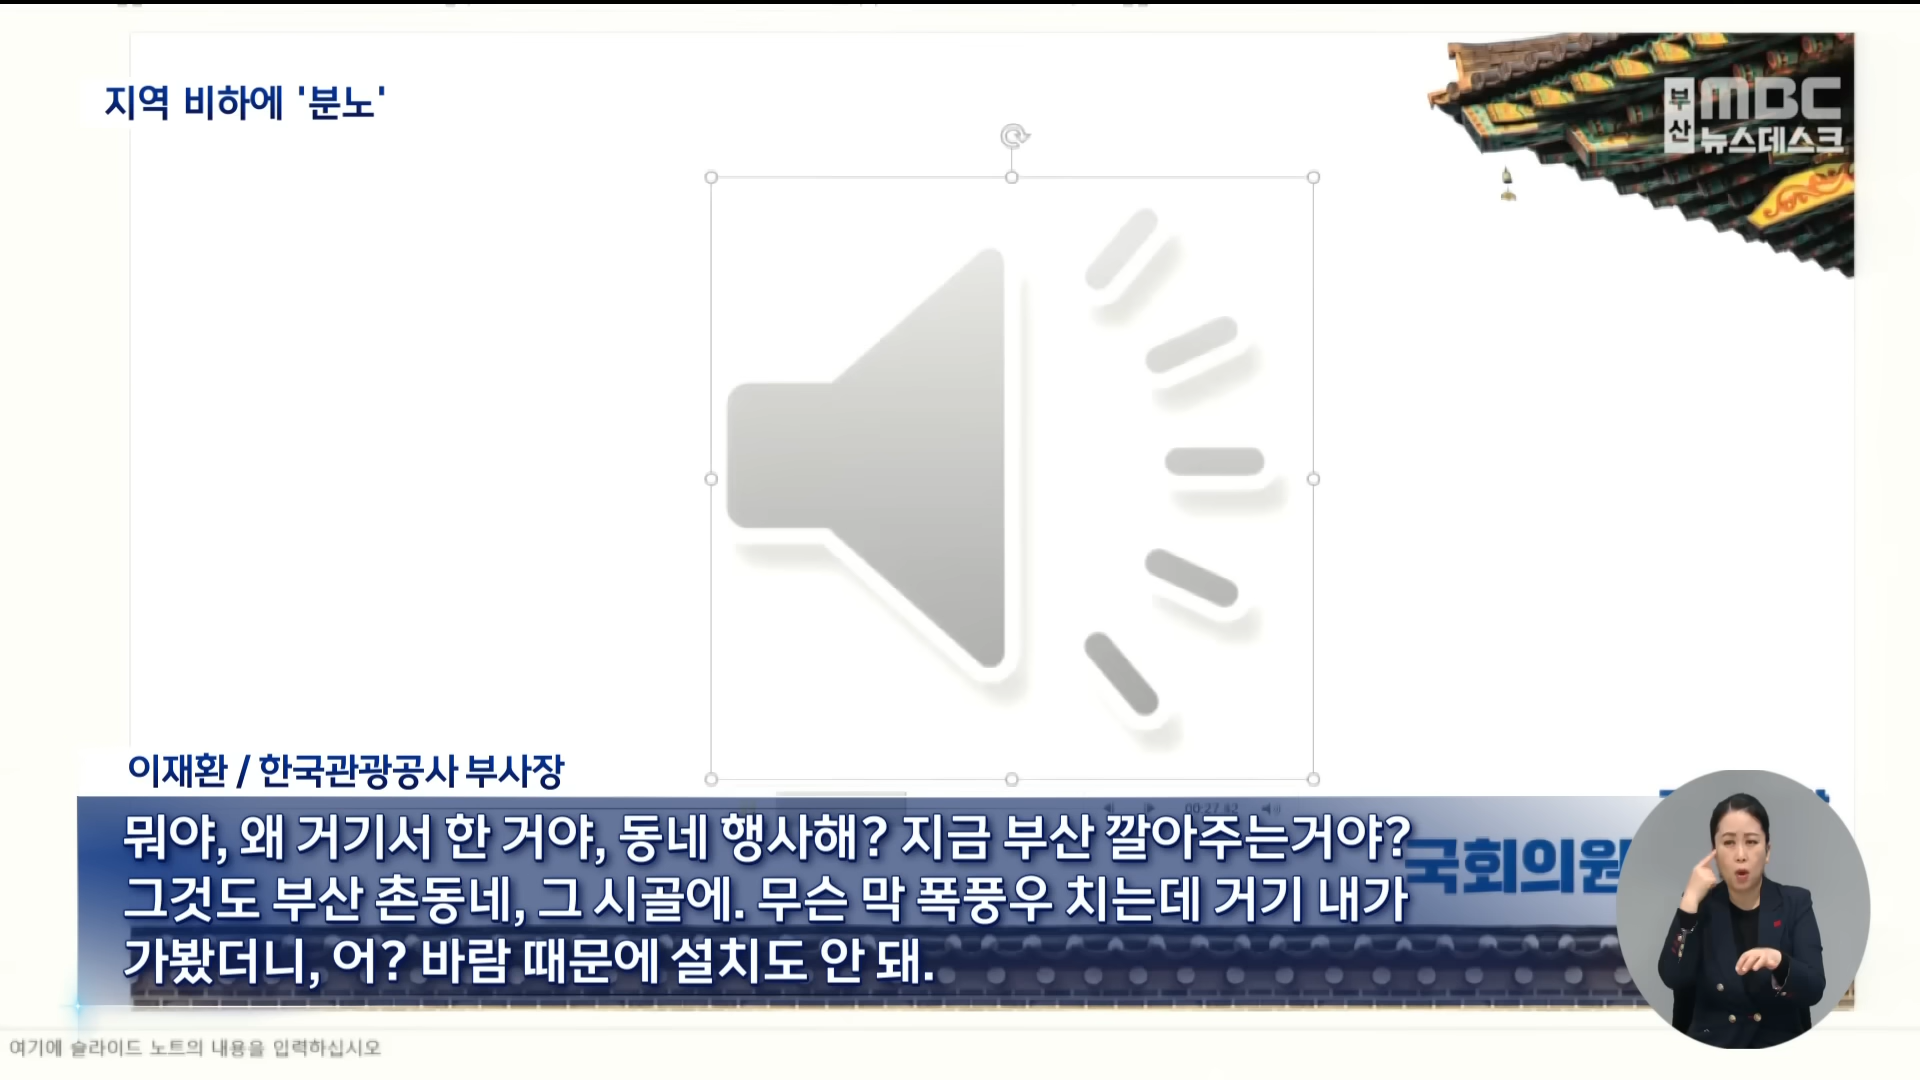 지역 비하에 '분노'
부산
MBC
뉴스데스크
이재환 / 한국관광공사 부사장
뭐야, 왜 거기서 한 거야, 동네 행사해? 지금 부산 깔아주는거야?
그것도 부산 촌동네, 그 시골에. 무슨 막 폭풍우 치는데 거기 내가
가봤더니, 어? 바람 때문에 설치도 안 돼.
국회의원
여기에 슬라이드 노트의 내용을 입력하십시오